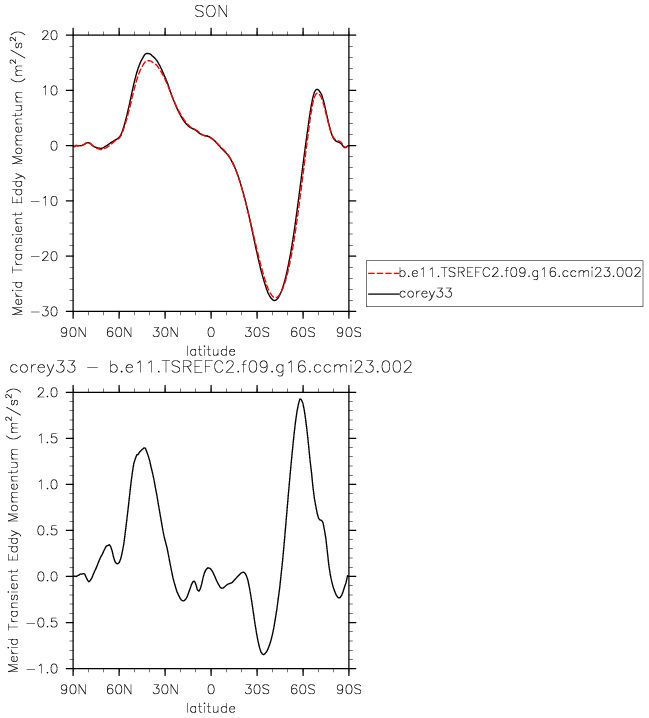 SON
Merid Transient Eddy Momentum (m²/s²)
20
10
0
−10
−20
−30
90N 60N 30N 0 30S 60S 90S
latitude
b.e11.TSREFC2.f09.g16.ccmi23.002
corey33
corey33 − b.e11.TSREFC2.f09.g16.ccmi23.002
Merid Transient Eddy Momentum (m²/s²)
2.0
1.5
1.0
0.5
0.0
−0.5
−1.0
90N 60N 30N 0 30S 60S 90S
latitude